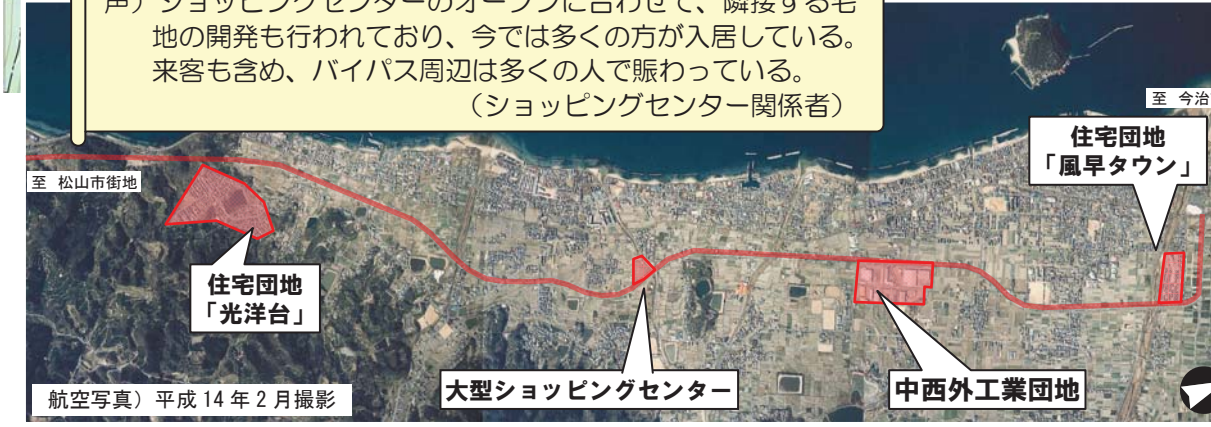 声）ショッピングセンターのオープンに合わせて、隣接する宅
地の開発も行われており、今では多くの方が入居している。
来客も含め、バイパス周辺は多くの人で賑わっている。
（ショッピングセンター関係者）
至 今治
住宅団地
「風早タウン」
至 松山市街地
住宅団地
「光洋台」
大型ショッピングセンター
中西外工業団地
航空写真）平成14年2月撮影